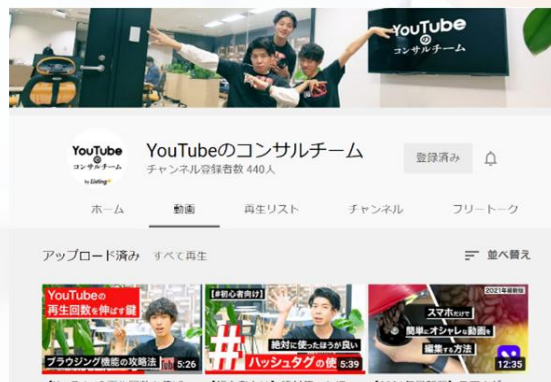 YouTube
の
コンサルチーム
YouTube
の
コンサルチーム
by Listing+
YouTubeのコンサルチーム
チャンネル登録者数 440人
登録済み
ホーム
動画
再生リスト
チャンネル
フリートーク
アップロード済み
すべて再生
並べ替え
YouTubeの
再生回数を伸ばす鍵
ブラウジング機能の攻略法
5:26
【#初心者向け】
絶対に使ったほうが良い
#ハッシュタグの使
5:39
2021年最新版
スマホだけで
簡単にオシャレな動画を
編集する方法
12:35